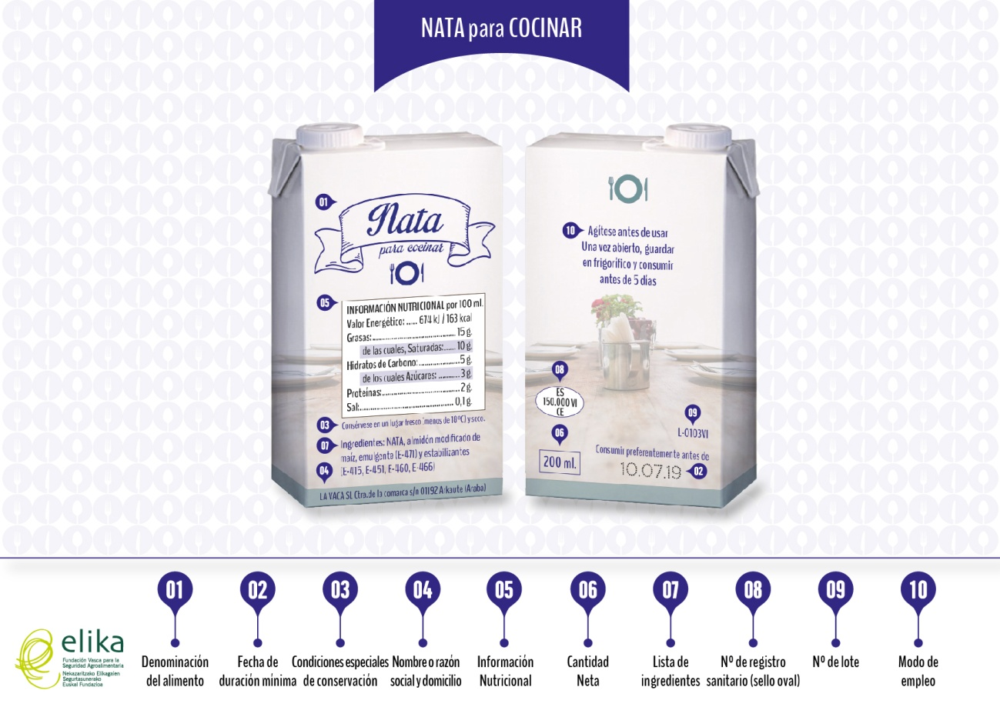 NATA para COCINAR
01
Nata
para cocinar
05
INFORMACIÓN NUTRICIONAL por 100 ml.
Valor Energético: ..... 674 kJ / 163 kcal
Grasas:........................................ 15 g.
de las cuales, Saturadas:...... 10 g.
Hidratos de Carbono:.................. 5 g.
de los cuales Azúcares: .......... 3 g.
Proteínas:..................................... 2 g.
Sal:............................................. 0,1 g.
03 Consérvese en un lugar fresco (menos de 18ºC) y seco.
07 Ingredientes: NATA, almidón modificado de
maíz, emulgente (E-471) y estabilizantes
04 (E-415, E-451, E-460, E-466)
LA VACA SL Ctra.de la comarca s/n 01192 Arkaute (Araba)
10 Agítese antes de usar
Una vez abierto, guardar
en frigorífico y consumir
antes de 5 días
08
ES
150.000 VI
CE
09
L-0103VI
06
200 ml.
Consumir preferentemente antes de
10.07.19 02
01 02 03 04 05 06 07 08 09 10
Denominación
del alimento
Fecha de
duración mínima
Condiciones especiales
de conservación
Nombre o razón
social y domicilio
Información
Nutricional
Cantidad
Neta
Lista de
ingredientes
Nº de registro
sanitario (sello oval)
Nº de lote
Modo de
empleo
elika
Fundación Vasca para la
Seguridad Agroalimentaria
Nekazaritzako Elikagaien
Segurtasunerako
Euskal Fundazioa